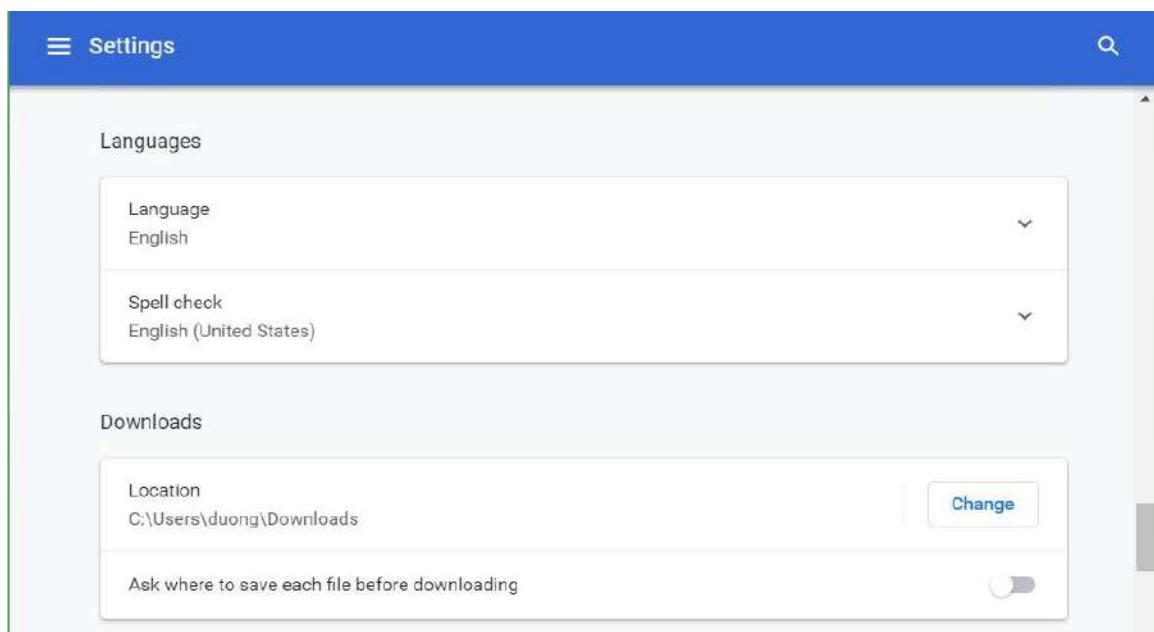 Settings
Languages
Language
English
Spell check
English (United States)
Downloads
Location
C:\Users\duong\Downloads
Change
Ask where to save each file before downloading